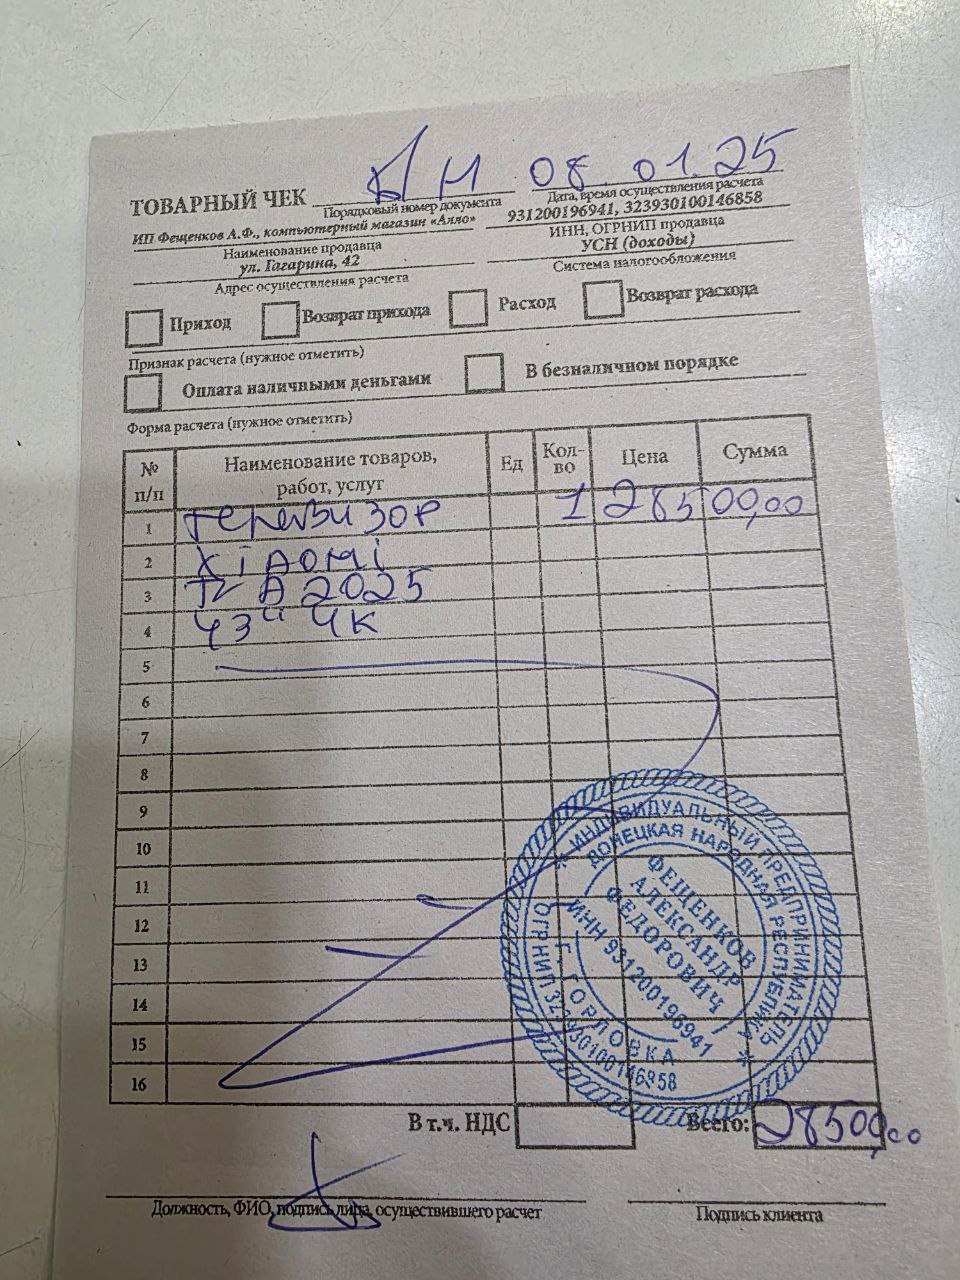 ТОВАРНЫЙ ЧЕК Б/Н 08.01.25
Порядковый номер документа Дата, время осуществления расчета
ИП Фещенков А.Ф., компьютерный магазин «Алло» 931200196941, 323930100146858
Наименование продавца ИНН, ОГРНИП продавца
ул. Гагарина, 42 УСН (доходы)
Адрес осуществления расчета Система налогообложения
Приход Возврат прихода Расход Возврат расхода
Признак расчета (нужное отметить)
Оплата наличными деньгами В безналичном порядке
Форма расчета (нужное отметить)
№ п/п Наименование товаров, работ, услуг Ед Кол-во Цена Сумма
1 телевизор 1 28500,00
2 xiaomi
3 TV A 2025
4 43" 4K
5
6
7
8
9
10
11
12
13
14
15
16
ИНДИВИДУАЛЬНЫЙ ПРЕДПРИНИМАТЕЛЬ
ДОНЕЦКАЯ НАРОДНАЯ РЕСПУБЛИКА
ФЕЩЕНКОВ
АЛЕКСАНДР
ФЕДОРОВИЧ
ИНН 931200196941
Г. ГОРЛОВКА
ОГРНИП 323930100146858
В т.ч. НДС Всего: 28500,00
Должность, ФИО, подпись лица, осуществившего расчет Подпись клиента